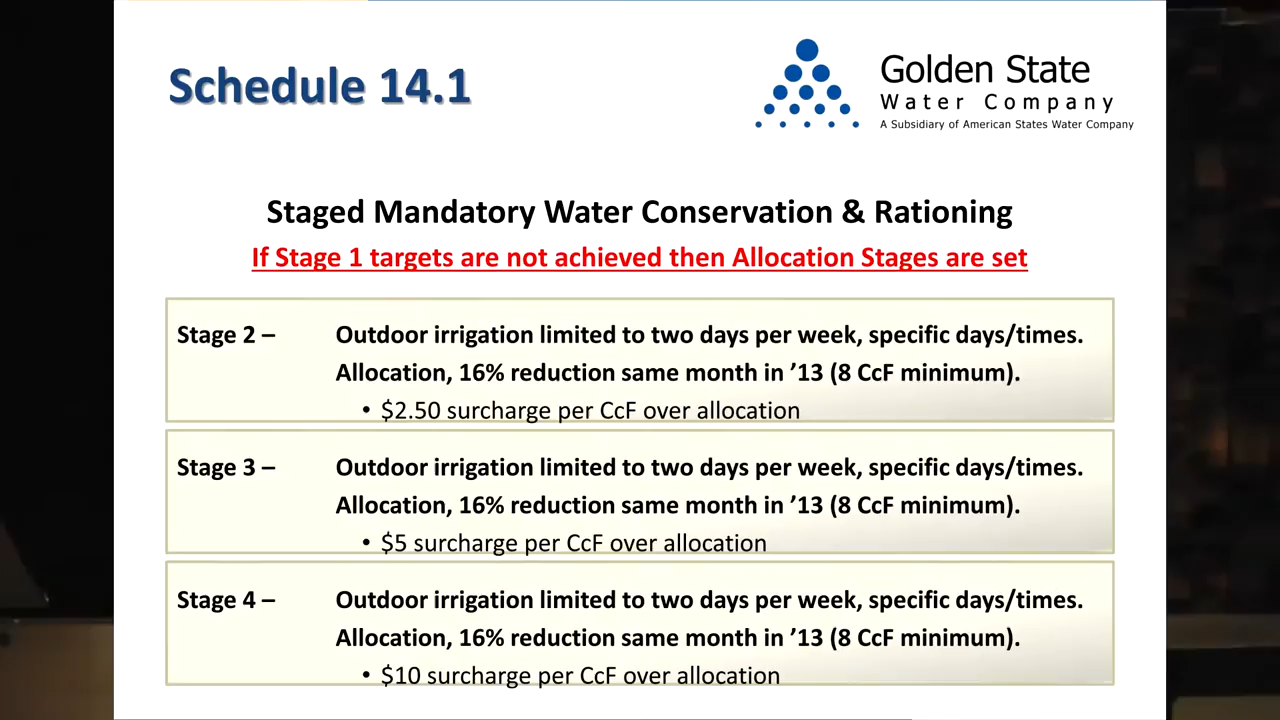 Schedule 14.1
Golden State
Water Company
A Subsidiary of American States Water Company
Staged Mandatory Water Conservation & Rationing
If Stage 1 targets are not achieved then Allocation Stages are set
Stage 2 – Outdoor irrigation limited to two days per week, specific days/times.
Allocation, 16% reduction same month in ’13 (8 CcF minimum).
• $2.50 surcharge per CcF over allocation
Stage 3 – Outdoor irrigation limited to two days per week, specific days/times.
Allocation, 16% reduction same month in ’13 (8 CcF minimum).
• $5 surcharge per CcF over allocation
Stage 4 – Outdoor irrigation limited to two days per week, specific days/times.
Allocation, 16% reduction same month in ’13 (8 CcF minimum).
• $10 surcharge per CcF over allocation